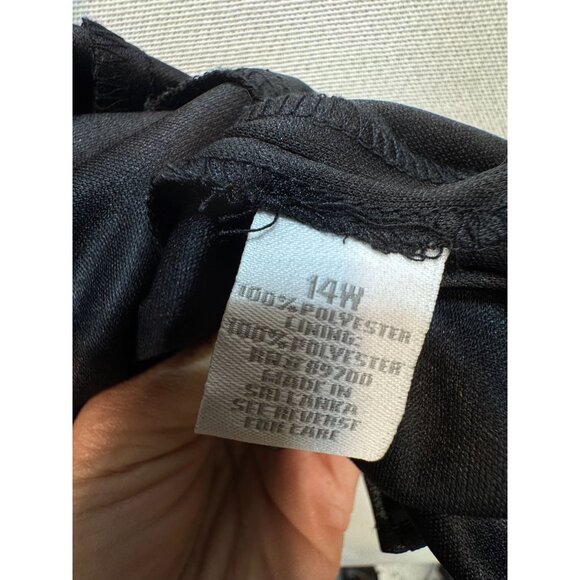 14W
100% POLYESTER
LINING:
100% POLYESTER
RN# 89700
MADE IN
SRI LANKA
SEE REVERSE
FOR CARE